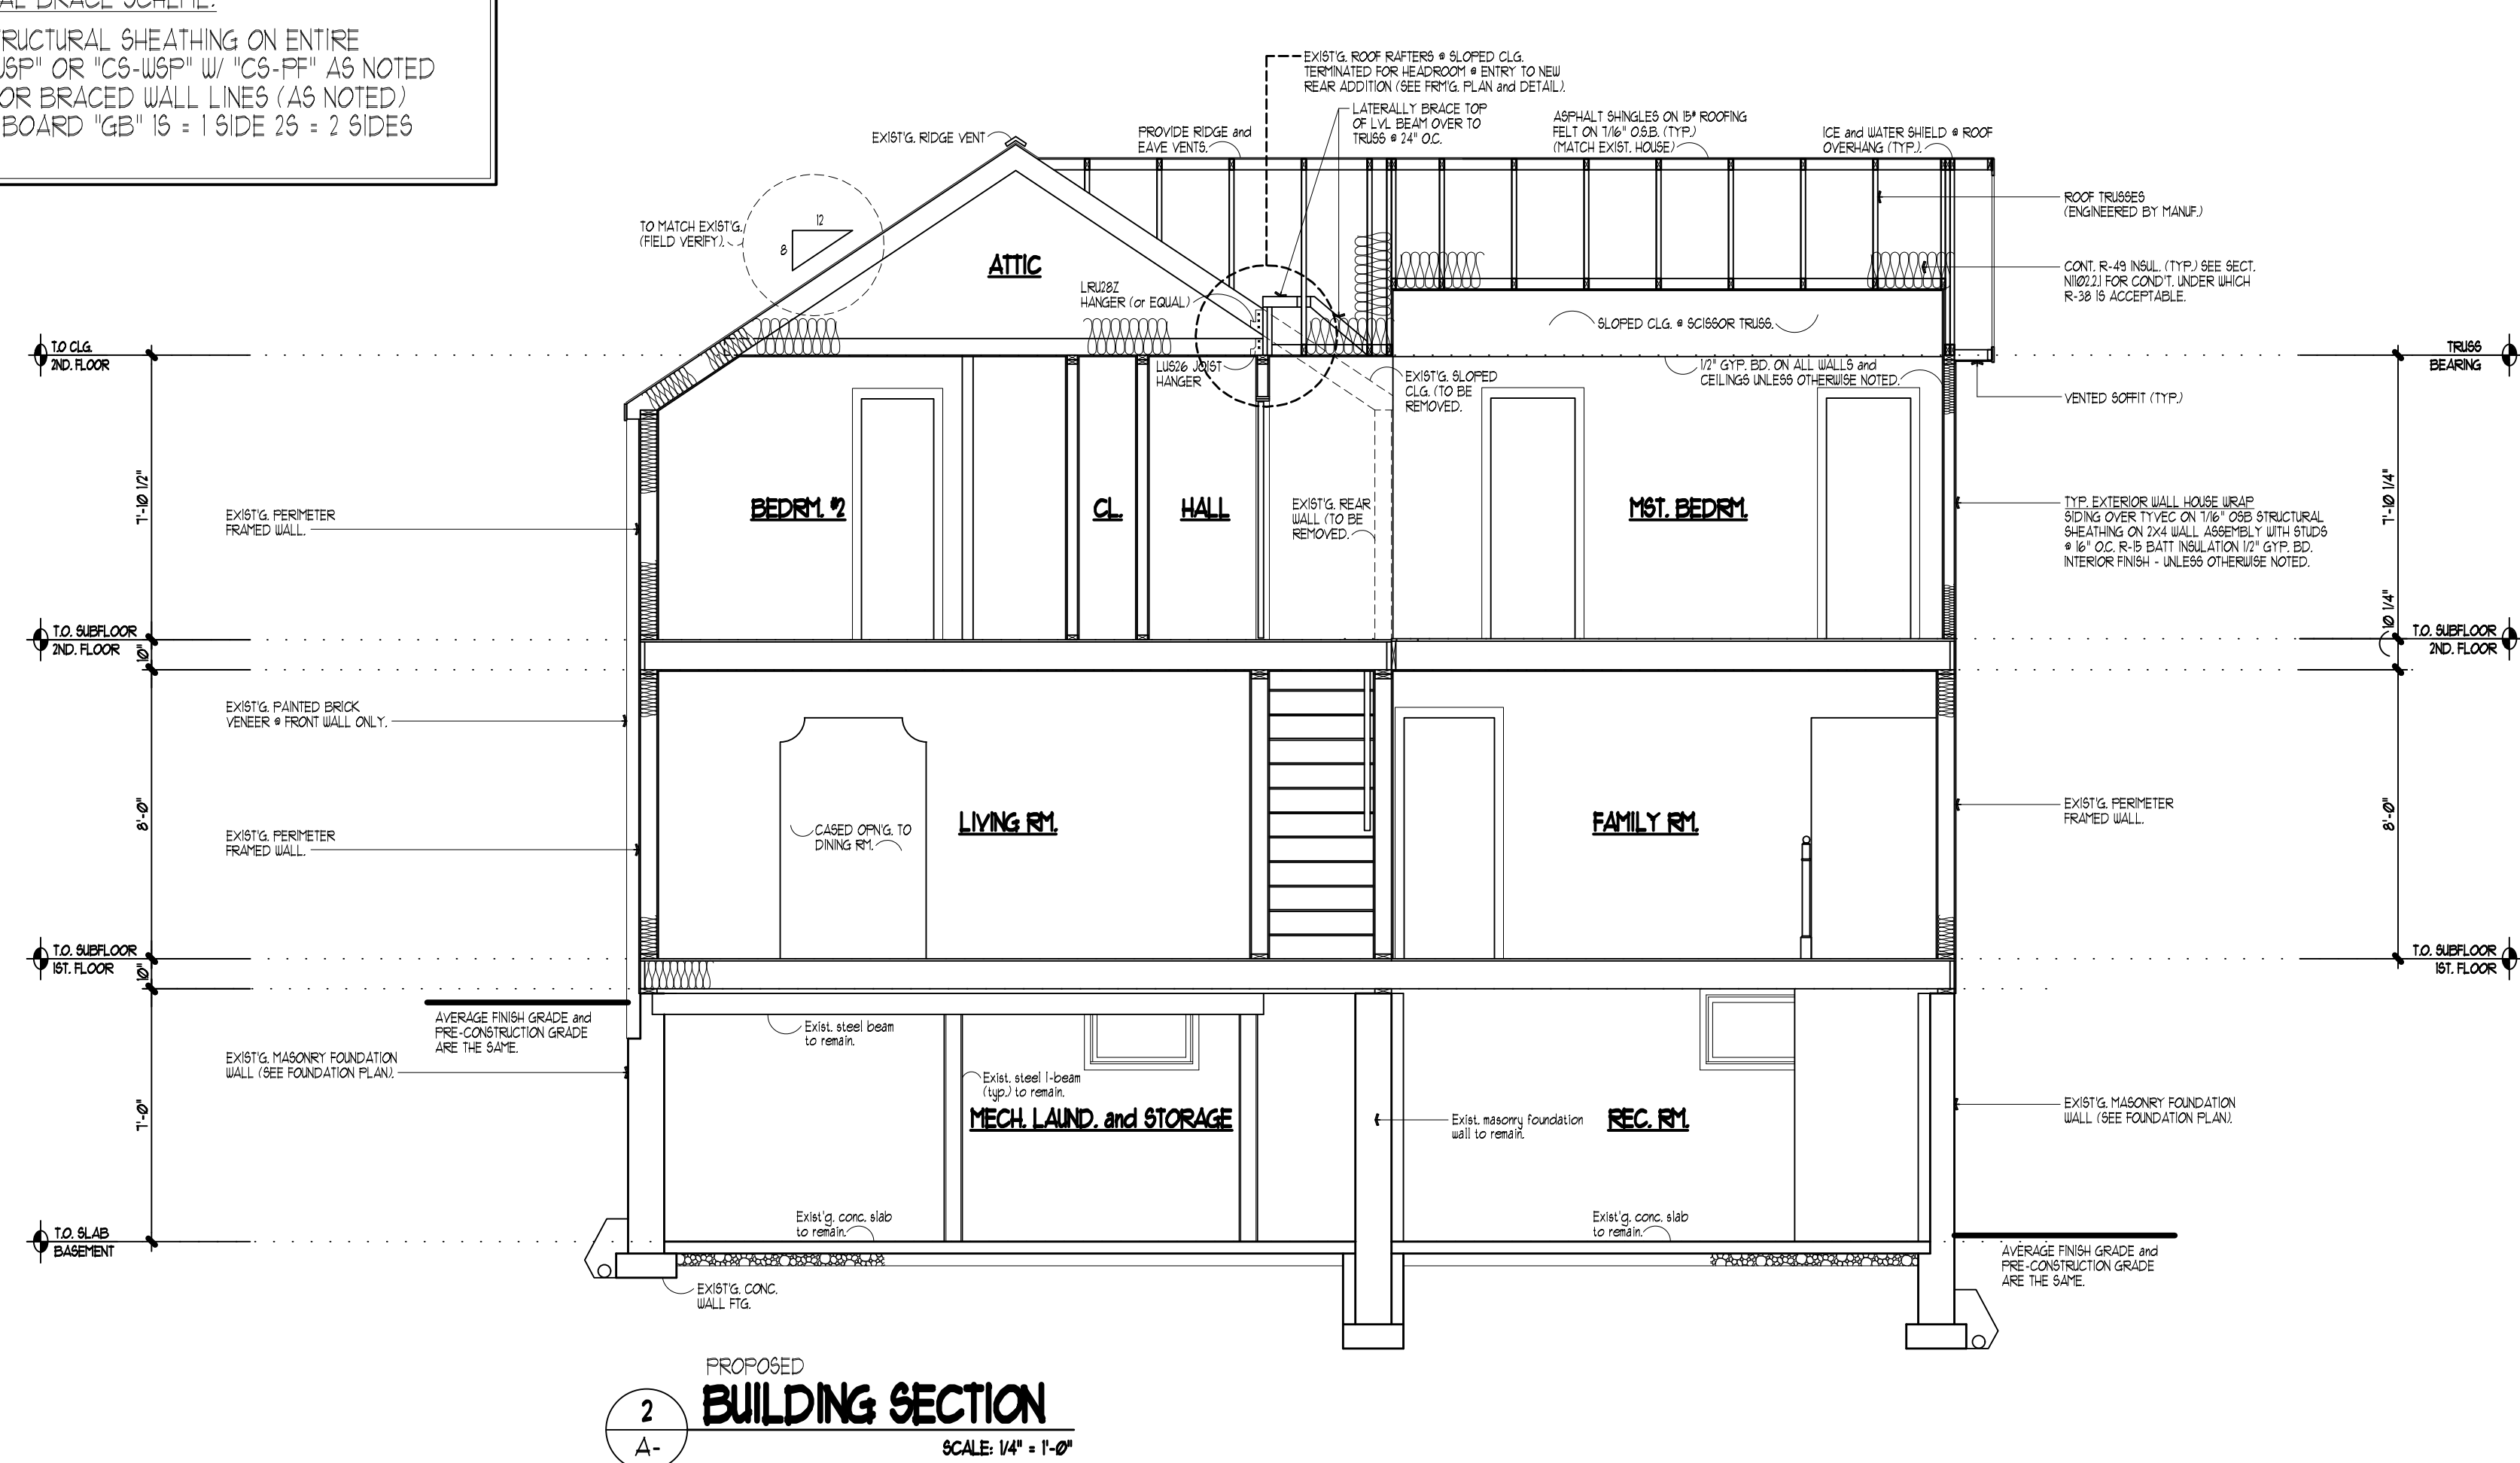 RUCTURAL SHEATHING ON ENTIRE
"CS-WSP" W/ "CS-PF" AS NOTED
OR BRACED WALL LINES (AS NOTED)
BOARD "GB" 1S = 1 SIDE 2S = 2 SIDES
EXIST'G. ROOF RAFTERS @ SLOPED CLG.
TERMINATED FOR HEADROOM @ ENTRY TO NEW
REAR ADDITION (SEE FRM'G. PLAN and DETAIL).
LATERALLY BRACE TOP
OF LVL BEAM OVER TO
TRUSS @ 24" O.C.
EXIST'G. RIDGE VENT
PROVIDE RIDGE and
EAVE VENTS.
ASPHALT SHINGLES ON 15# ROOFING
FELT ON 7/16" O.S.B. (TYP.)
(MATCH EXIST. HOUSE)
ICE and WATER SHIELD @ ROOF
OVERHANG (TYP.).
TO MATCH EXIST'G.
(FIELD VERIFY).
12
8
ATTIC
LRU28Z
HANGER (or EQUAL)
LUS26 JOIST
HANGER
ROOF TRUSSES
(ENGINEERED BY MANUF.)
CONT. R-49 INSUL. (TYP.) SEE SECT.
N1102.2.1 FOR COND'T. UNDER WHICH
R-38 IS ACCEPTABLE.
SLOPED CLG. @ SCISSOR TRUSS.
1/2" GYP. BD. ON ALL WALLS and
CEILINGS UNLESS OTHERWISE NOTED.
EXIST'G. SLOPED
CLG. (TO BE
REMOVED.
VENTED SOFFIT (TYP.)
T.O CLG.
2ND. FLOOR
TRUSS
BEARING
7'-10 1/2"
7'-10 1/4"
EXIST'G. PERIMETER
FRAMED WALL.
BEDRM. #2
CL.
HALL
EXIST'G. REAR
WALL (TO BE
REMOVED.
MST. BEDRM.
TYP. EXTERIOR WALL HOUSE WRAP
SIDING OVER TYVEC ON 7/16" OSB STRUCTURAL
SHEATHING ON 2X4 WALL ASSEMBLY WITH STUDS
@ 16" O.C. R-15 BATT INSULATION 1/2" GYP. BD.
INTERIOR FINISH - UNLESS OTHERWISE NOTED.
T.O. SUBFLOOR
2ND. FLOOR
10"
10 1/4"
T.O. SUBFLOOR
2ND. FLOOR
EXIST'G. PAINTED BRICK
VENEER @ FRONT WALL ONLY.
8'-0"
8'-0"
EXIST'G. PERIMETER
FRAMED WALL.
CASED OPN'G. TO
DINING RM.
LIVING RM.
FAMILY RM.
EXIST'G. PERIMETER
FRAMED WALL.
T.O. SUBFLOOR
1ST. FLOOR
10"
T.O. SUBFLOOR
1ST. FLOOR
AVERAGE FINISH GRADE and
PRE-CONSTRUCTION GRADE
ARE THE SAME.
EXIST'G. MASONRY FOUNDATION
WALL (SEE FOUNDATION PLAN).
7'-0"
Exist. steel beam
to remain.
Exist. steel I-beam
(typ.) to remain.
MECH. LAUND. and STORAGE
Exist. masonry foundation
wall to remain.
REC. RM.
EXIST'G. MASONRY FOUNDATION
WALL (SEE FOUNDATION PLAN).
T.O. SLAB
BASEMENT
Exist'g. conc. slab
to remain.
Exist'g. conc. slab
to remain.
AVERAGE FINISH GRADE and
PRE-CONSTRUCTION GRADE
ARE THE SAME.
EXIST'G. CONC.
WALL FTG.
PROPOSED
BUILDING SECTION
SCALE: 1/4" = 1'-0"
2
A-